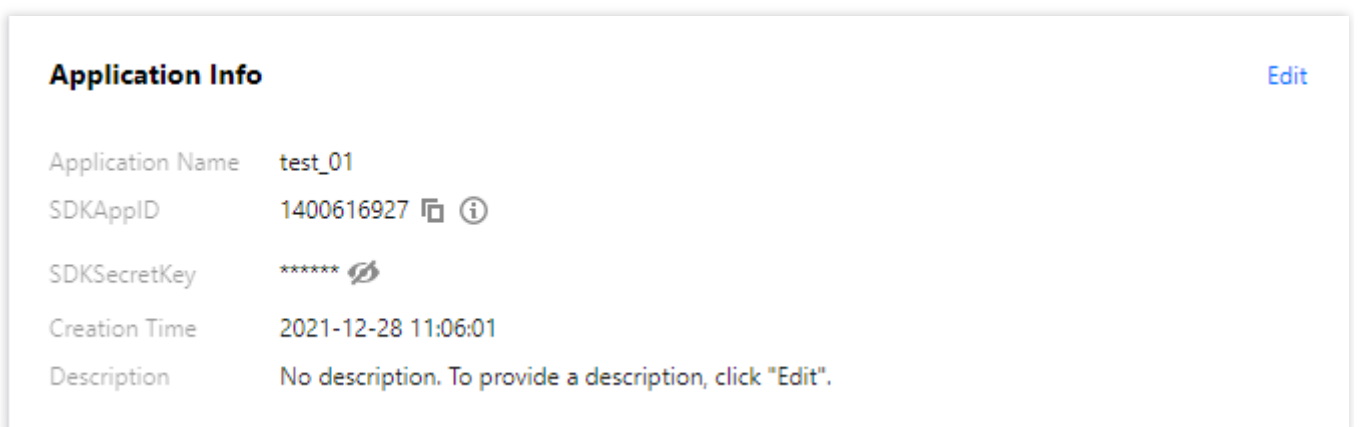 Application Info Edit
Application Name test_01
SDKAppID 1400616927
SDKSecretKey ******
Creation Time 2021-12-28 11:06:01
Description No description. To provide a description, click "Edit".